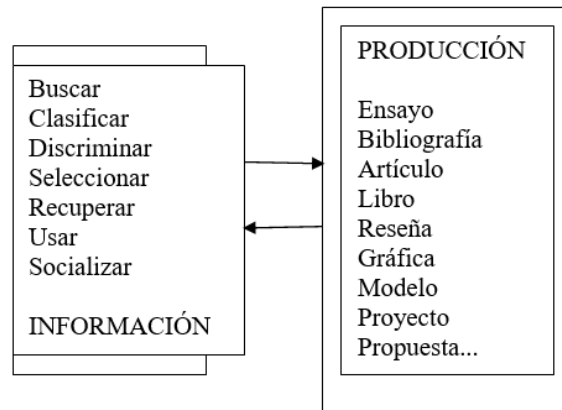 Buscar
Clasificar
Discriminar
Seleccionar
Recuperar
Usar
Socializar
INFORMACIÓN
PRODUCCIÓN
Ensayo
Bibliografía
Artículo
Libro
Reseña
Gráfica
Modelo
Proyecto
Propuesta...